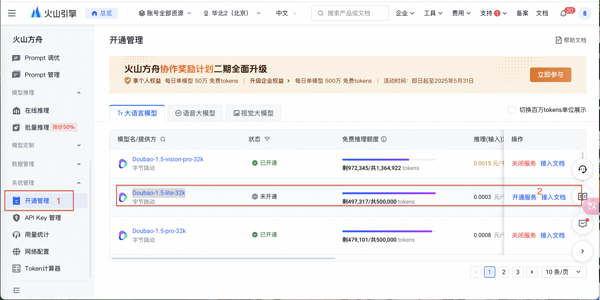 火山引擎
总览
账号全部资源
华北2（北京）
中文
搜索产品或文档
企业
工具
费用
支持
备案
文档
20
火山方舟
Prompt 调优
Prompt 管理
模型推理
在线推理
批量推理 降价50%
模型定制
数据管理
系统管理
开通管理 1
API Key 管理
用量统计
网络配置
Token计算器
开通管理
帮助文档
火山方舟协作奖励计划二期全面升级
享个人权益 每日单模型 50万 免费tokens
升级企业权益 每日单模型 500万 免费tokens
活动时间：即日起至2025年5月31日
立即参与
大语言模型
语音大模型
视觉大模型
切换百万tokens单位展示
模型名/提供方
状态
免费推理额度
推理(输入)
操作
Doubao-1.5-vision-pro-32k
字节跳动
已开通
剩972,345/共1,364,922 tokens
0.0015 元/
关闭服务 接入文档
Doubao-1.5-lite-32k
字节跳动
未开通
剩497,317/共500,000 tokens
0.0003 元/
2
开通服务 接入文档
Doubao-1.5-pro-32k
字节跳动
已开通
剩479,101/共500,000 tokens
0.0008 元/
关闭服务 接入文档
1 2 3
10 条/页